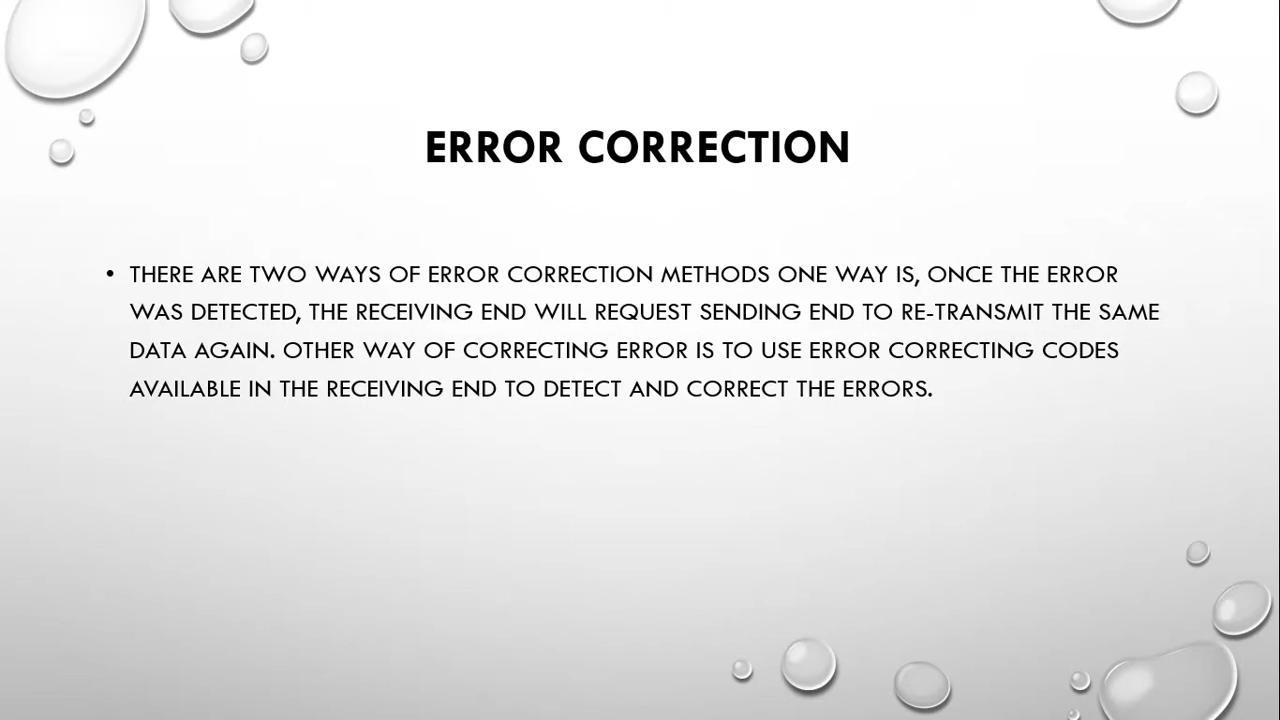 ERROR CORRECTION
• THERE ARE TWO WAYS OF ERROR CORRECTION METHODS ONE WAY IS, ONCE THE ERROR
WAS DETECTED, THE RECEIVING END WILL REQUEST SENDING END TO RE-TRANSMIT THE SAME
DATA AGAIN. OTHER WAY OF CORRECTING ERROR IS TO USE ERROR CORRECTING CODES
AVAILABLE IN THE RECEIVING END TO DETECT AND CORRECT THE ERRORS.